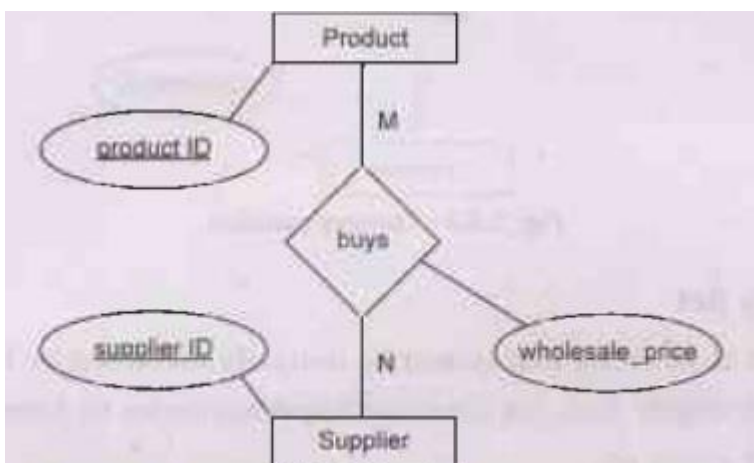 Product
M
product ID
buys
supplier ID
N
wholesale_price
Supplier